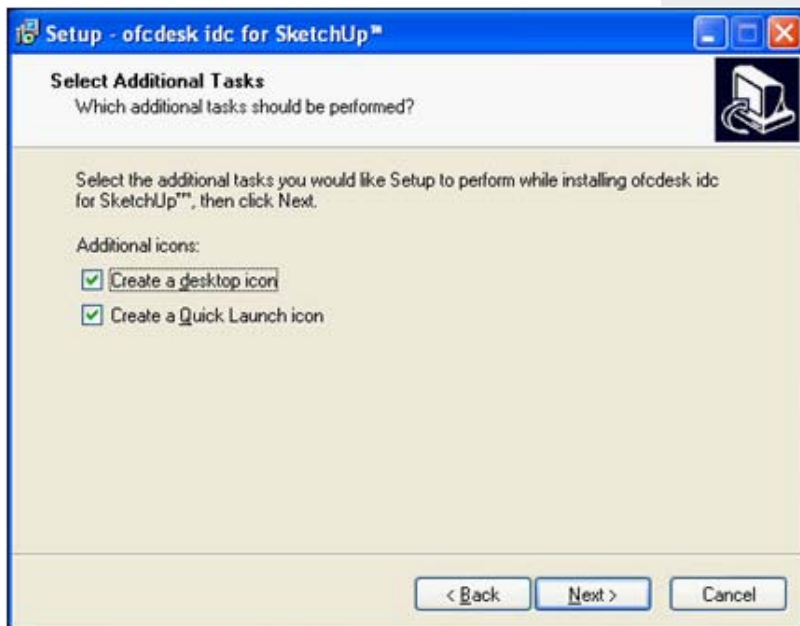 Setup - ofcdesk idc for SketchUp™
Select Additional Tasks
Which additional tasks should be performed?
Select the additional tasks you would like Setup to perform while installing ofcdesk idc
for SketchUp™, then click Next.
Additional icons:
Create a desktop icon
Create a Quick Launch icon
< Back
Next >
Cancel